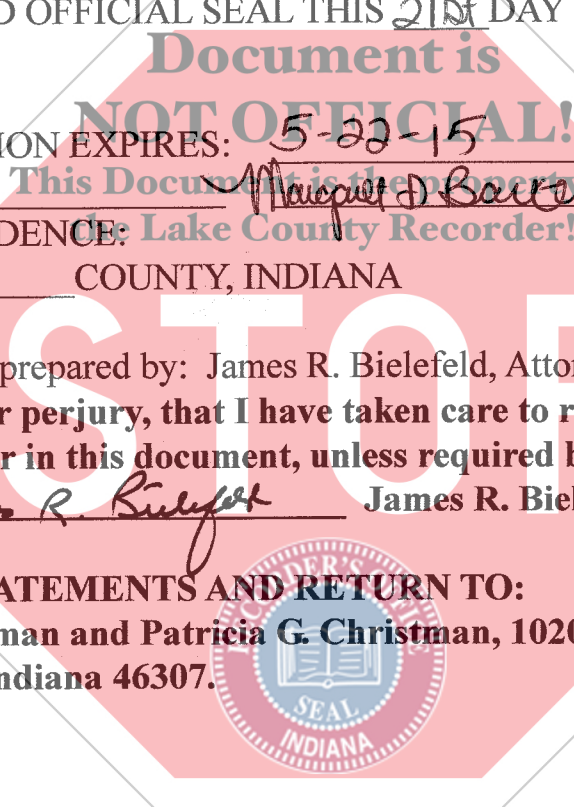 D OFFICIAL SEAL THIS 21st DAY
Document is
NOT OFFICIAL!
ION EXPIRES: 5-22-15
This Document is the property
Margaret D
the Lake County Recorder!
DENCE:
COUNTY, INDIANA
STOP
prepared by: James R. Bielefeld, Attor
r perjury, that I have taken care to r
r in this document, unless required b
s R. Bielefeld James R. Biel
ATEMENTS AND RETURN TO:
man and Patricia G. Christman, 1020
ndiana 46307.
RECORDER'S OFFICE
SEAL
INDIANA